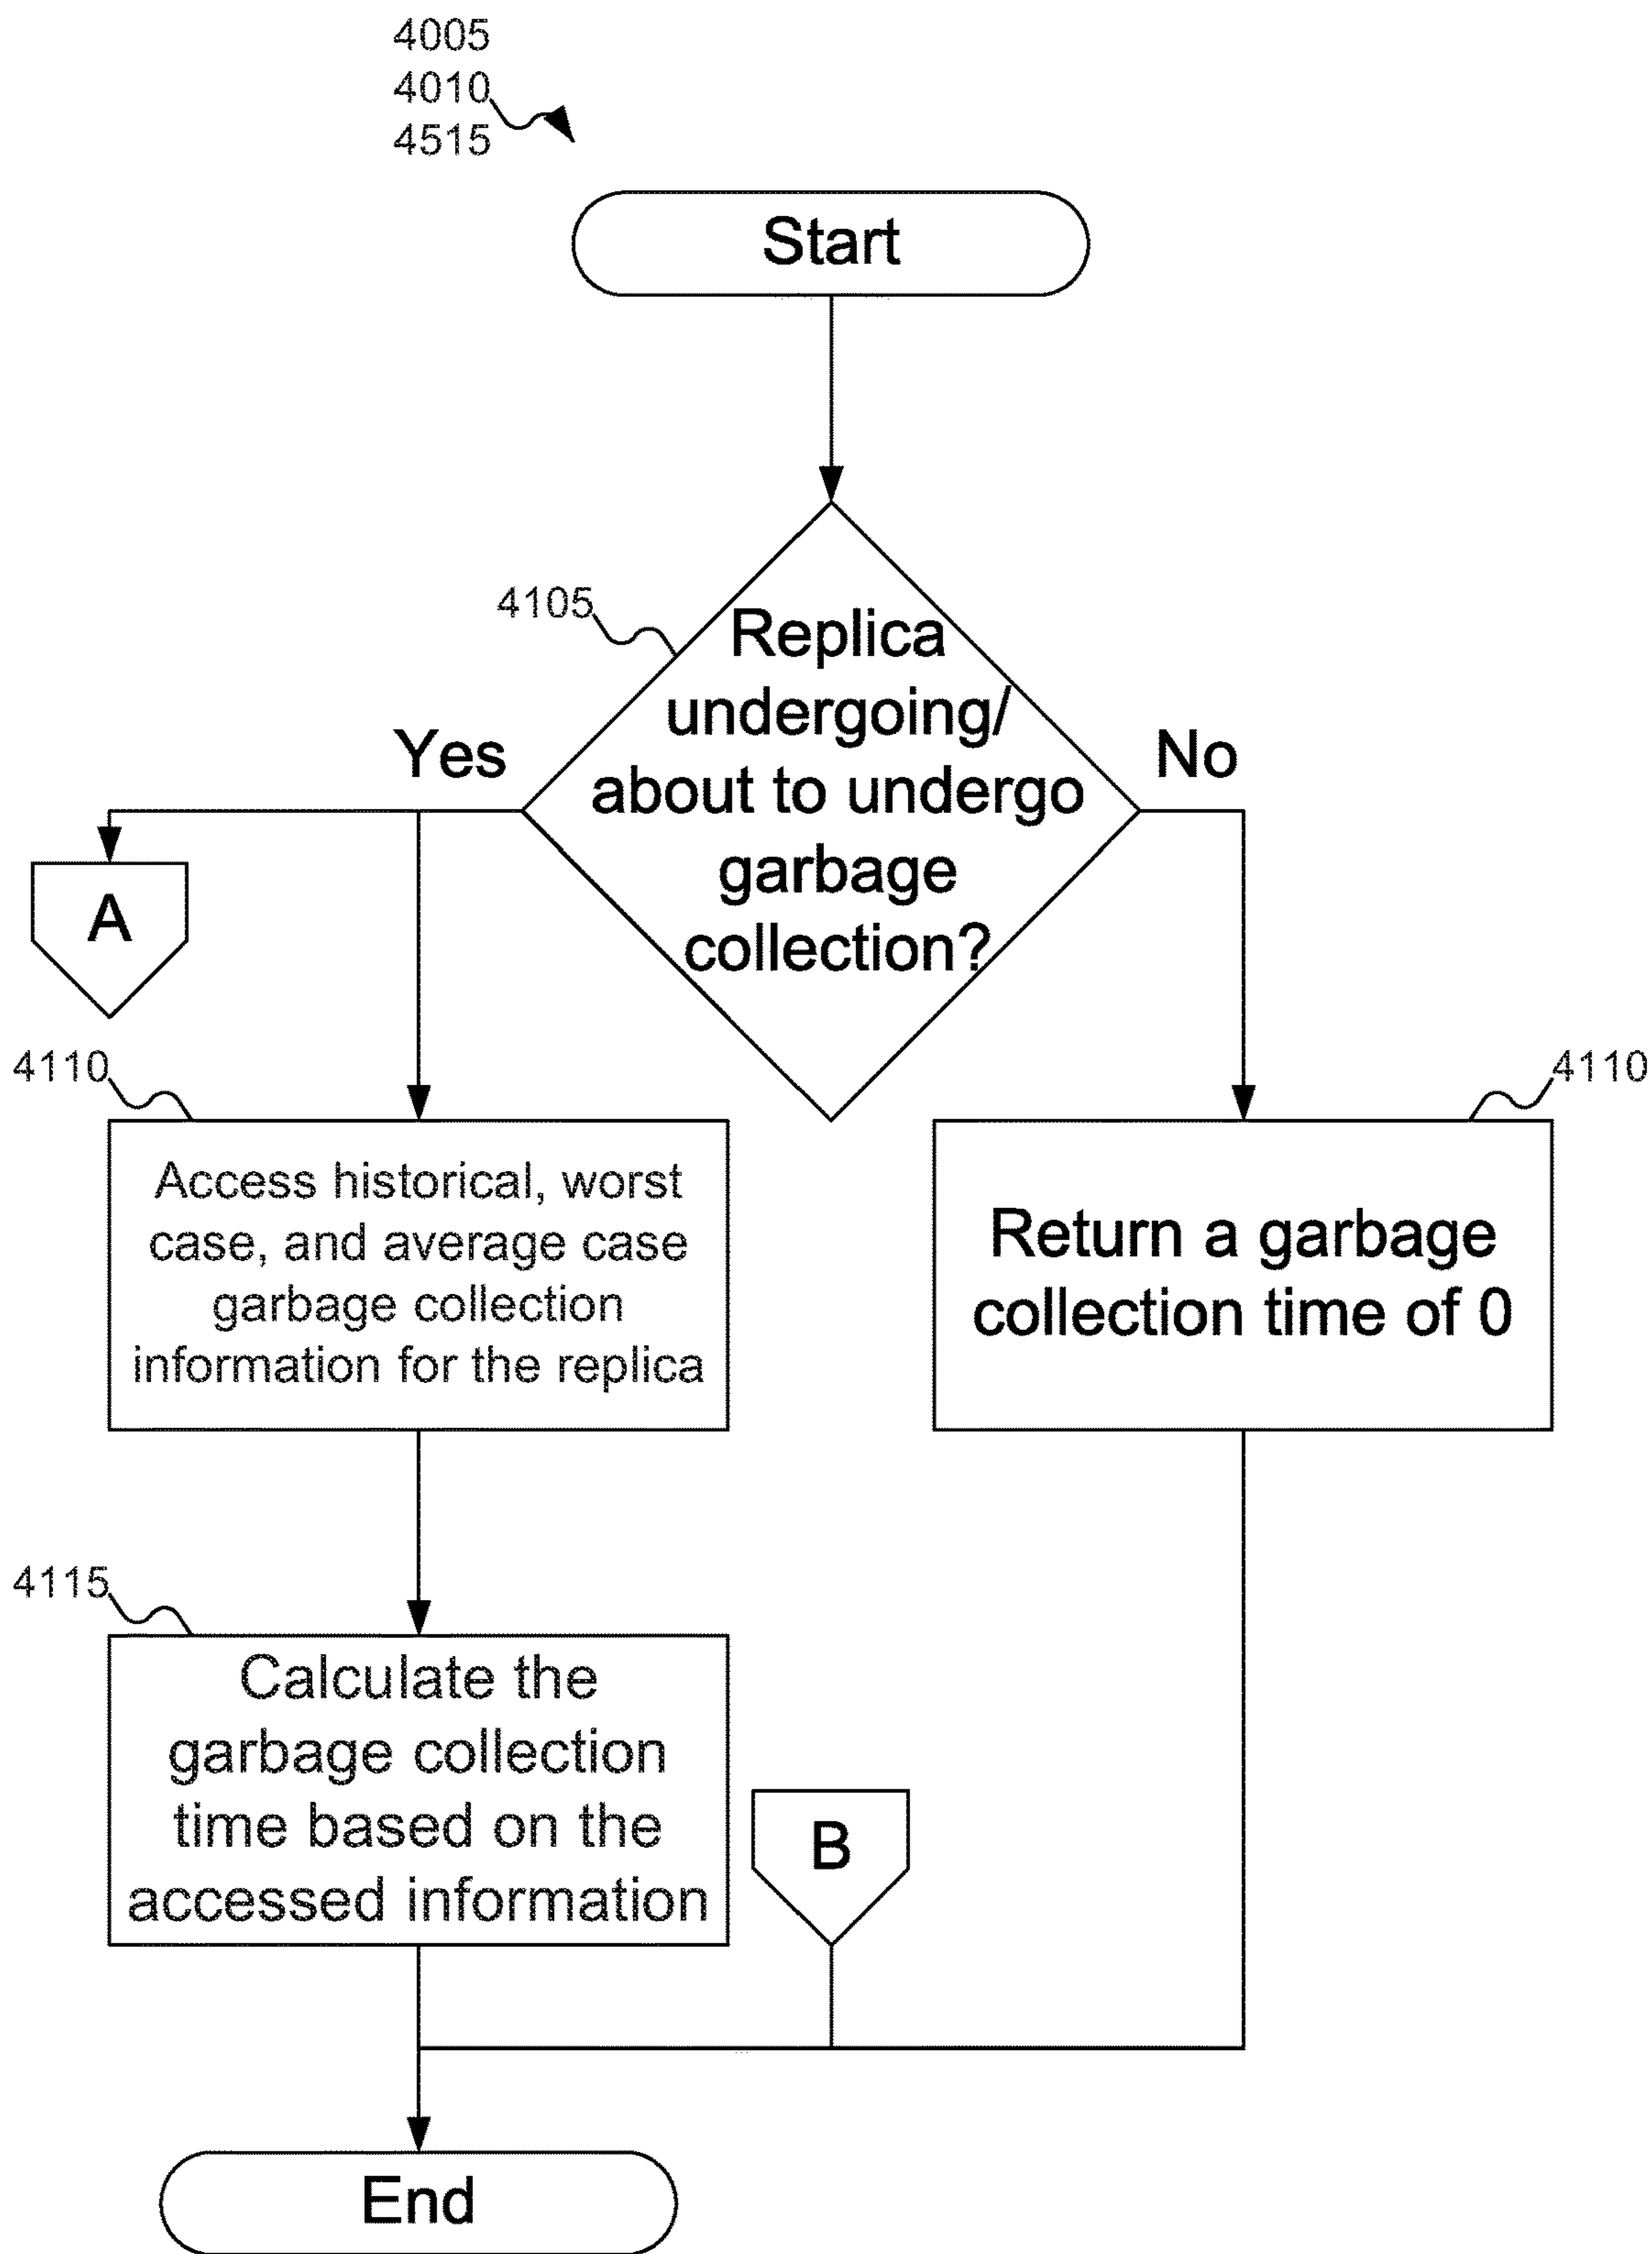 4005
4010
4515
Start
4105
Replica
undergoing/
about to undergo
garbage
collection?
Yes
No
A
4110
Access historical, worst
case, and average case
garbage collection
information for the replica
4110
Return a garbage
collection time of 0
4115
Calculate the
garbage collection
time based on the
accessed information
B
End